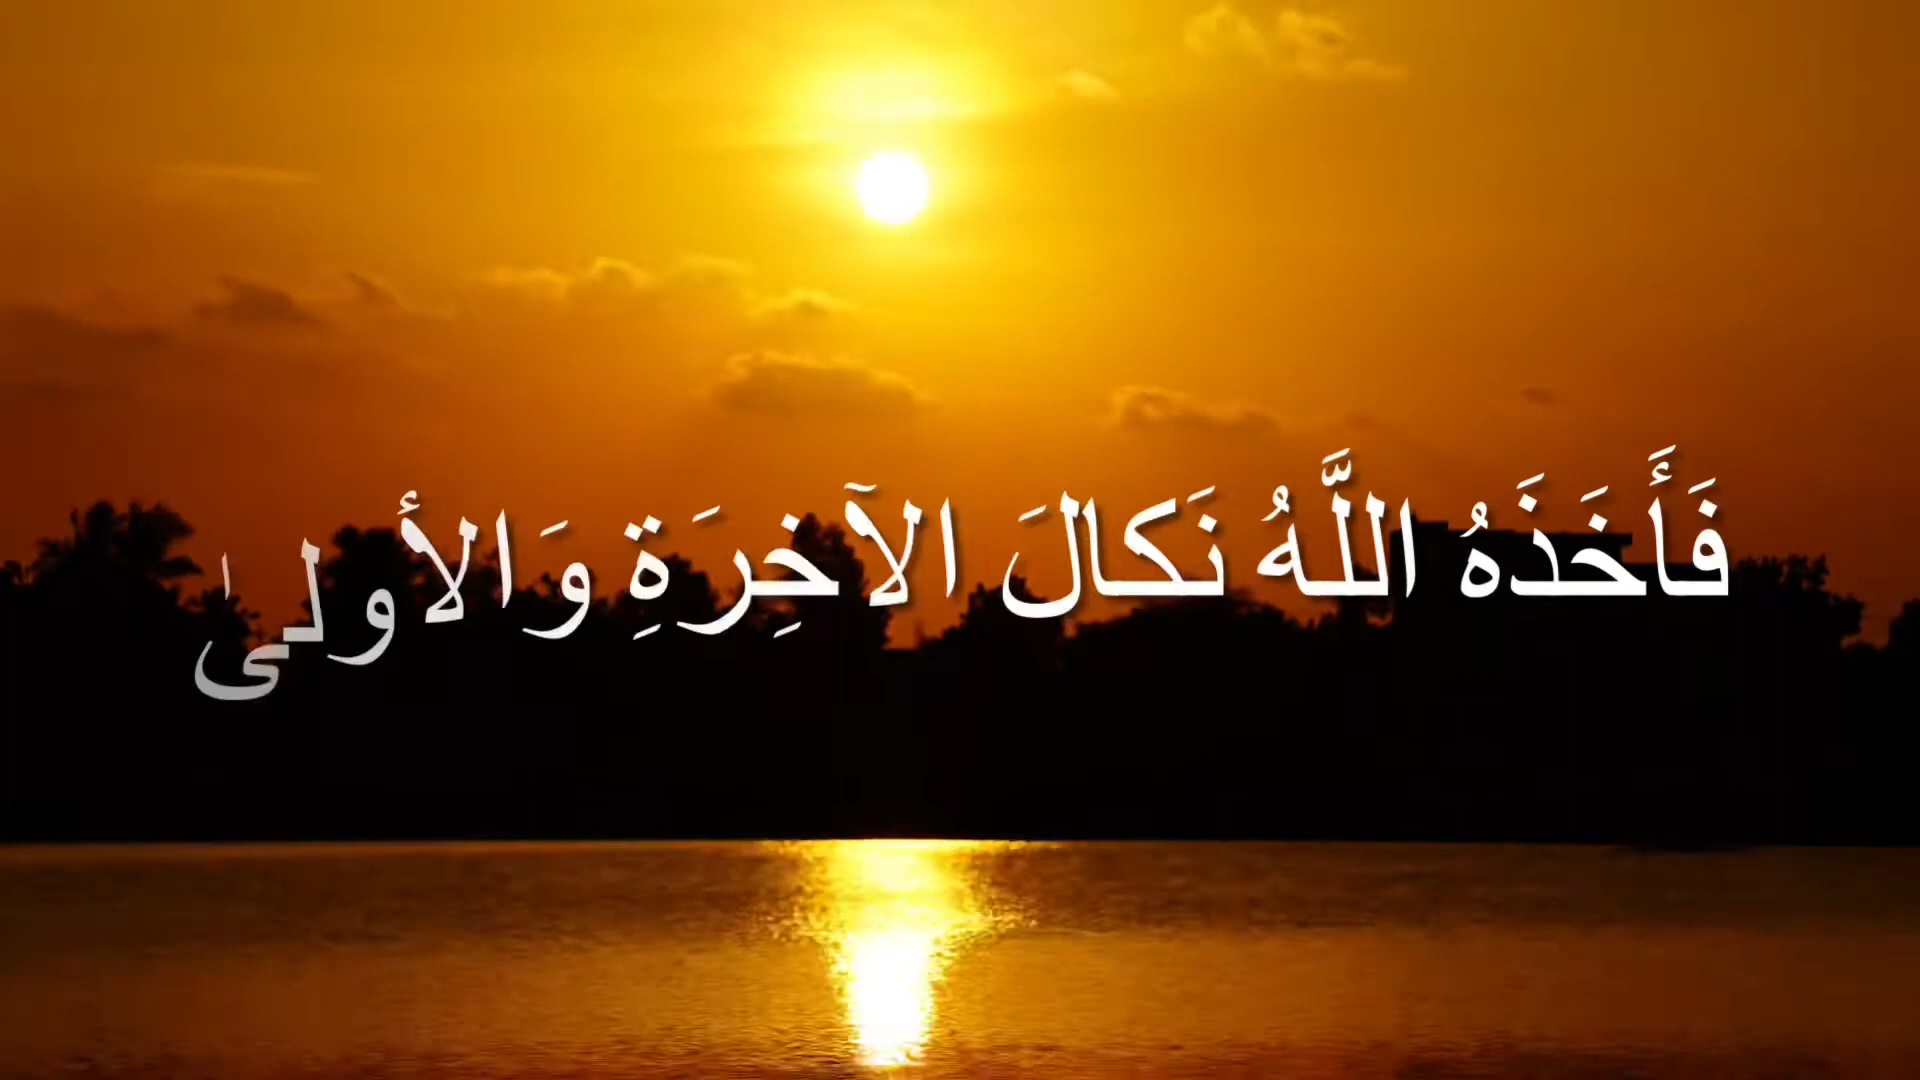 فَأَخَذَهُ اللَّهُ نَكالَ الآخِرَةِ وَالأولىٰ